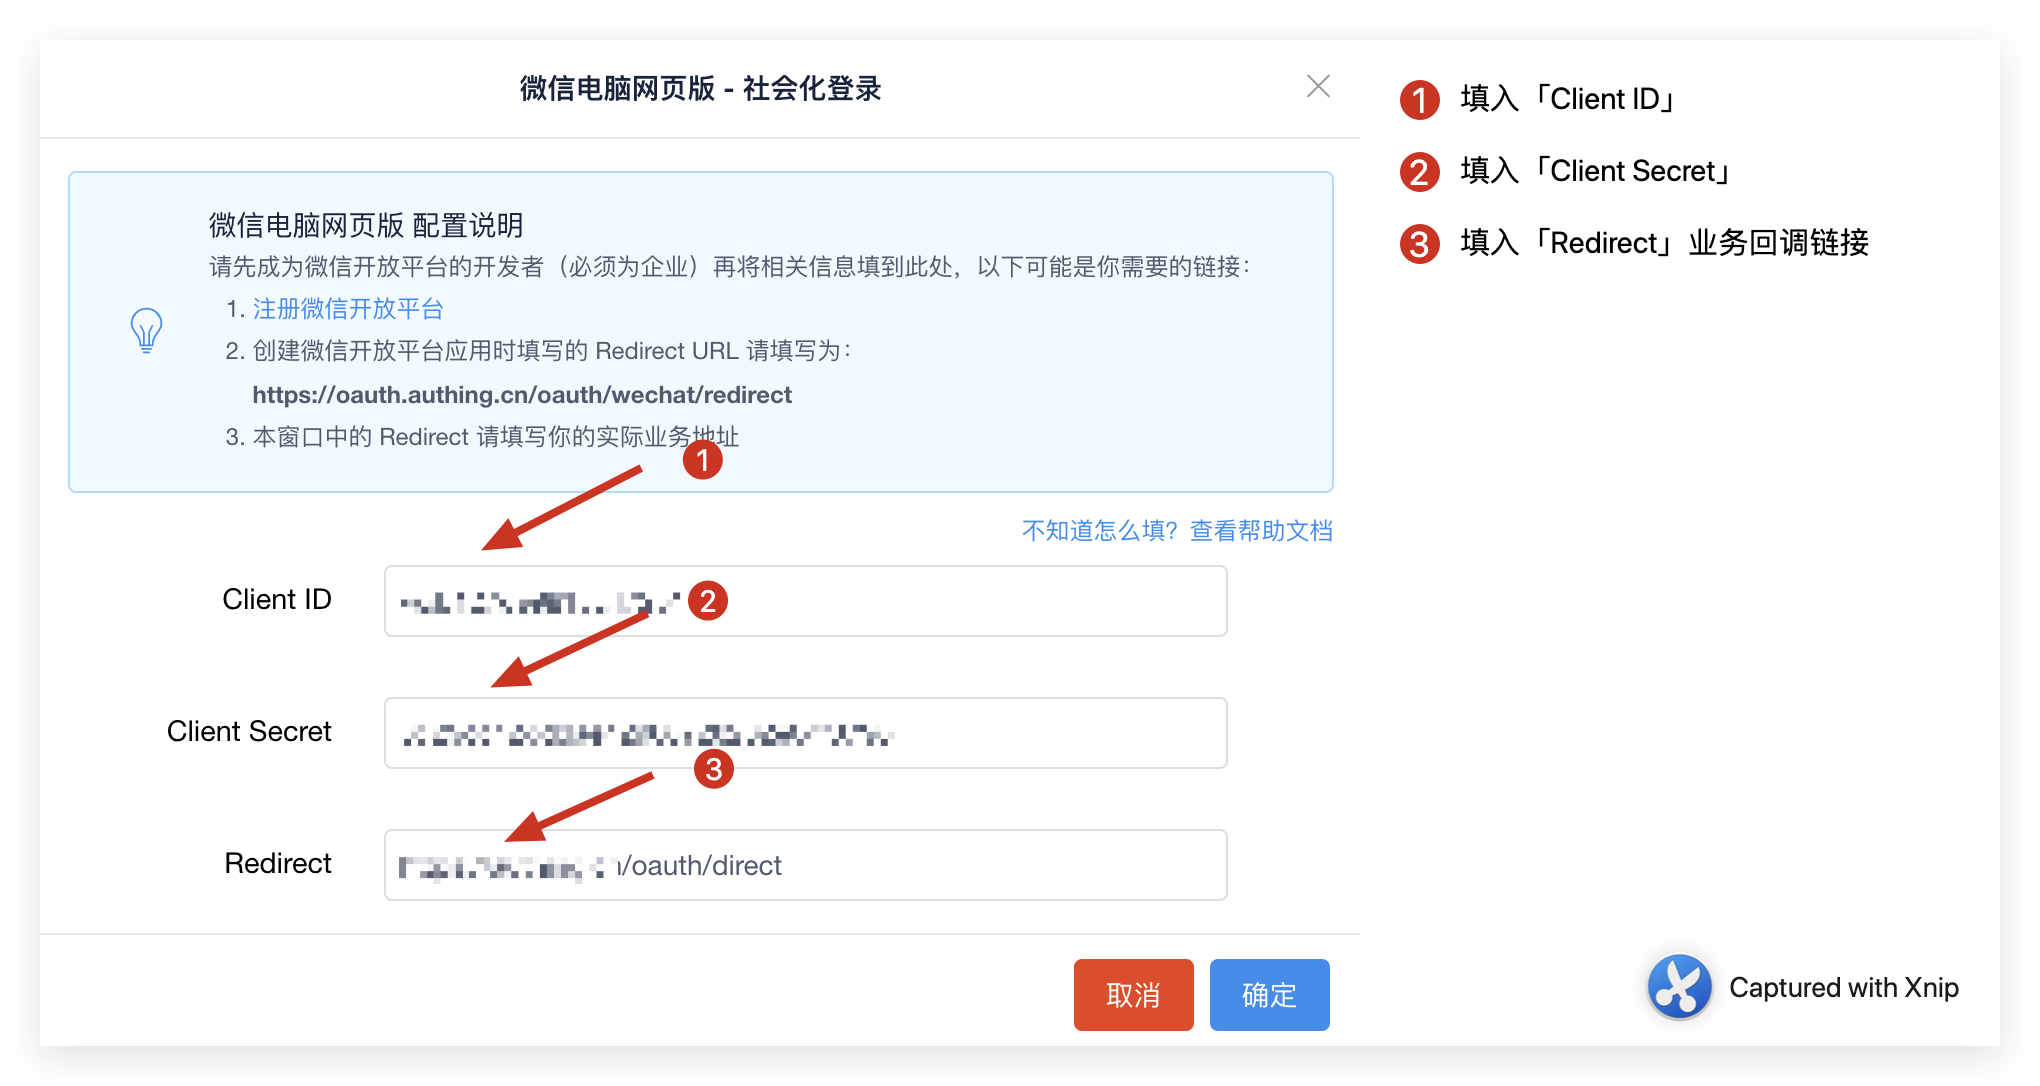 微信电脑网页版 - 社会化登录
微信电脑网页版 配置说明
请先成为微信开放平台的开发者（必须为企业）再将相关信息填到此处，以下可能是你需要的链接：
1. 注册微信开放平台
2. 创建微信开放平台应用时填写的 Redirect URL 请填写为：
https://oauth.authing.cn/oauth/wechat/redirect
3. 本窗口中的 Redirect 请填写你的实际业务地址
1
不知道怎么填？查看帮助文档
Client ID
2
Client Secret
3
Redirect
/oauth/direct
取消
确定
1 填入「Client ID」
2 填入「Client Secret」
3 填入「Redirect」业务回调链接
Captured with Xnip